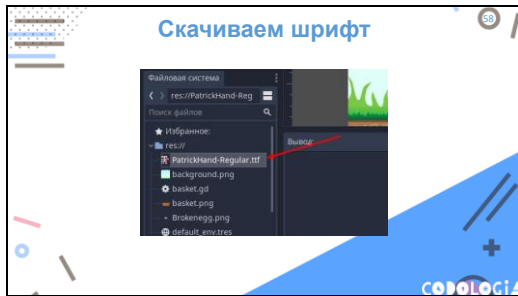 58
Скачиваем шрифт
Файловая система
res://PatrickHand-Reg
Поиск файлов
Избранное:
res://
PatrickHand-Regular.ttf
background.png
basket.gd
basket.png
Brokenegg.png
default_env.tres
Вывод:
CODOLOGIA